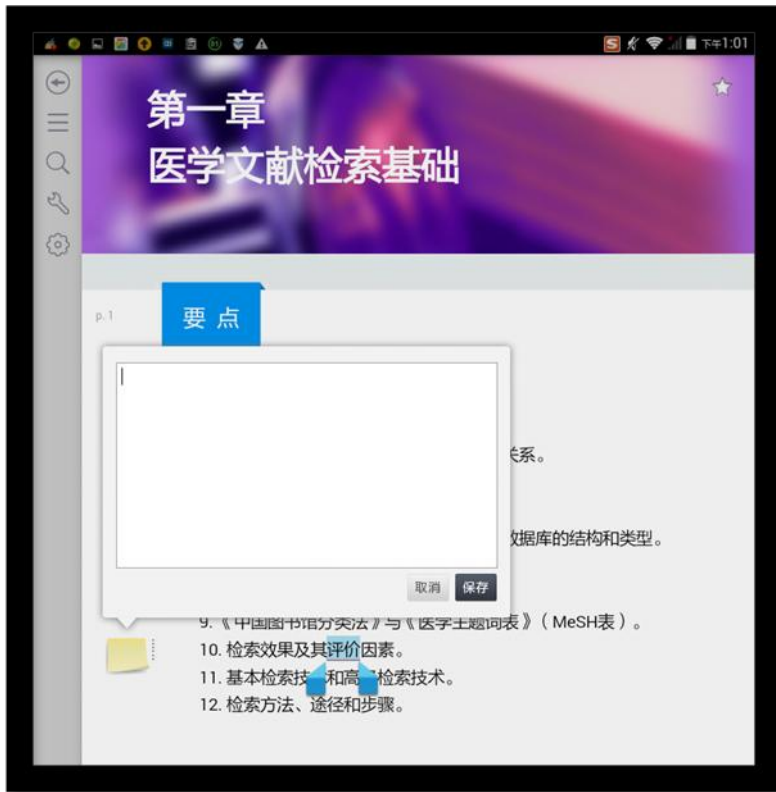 下午1:01
第一章
医学文献检索基础
p. 1
要 点
关系。
数据库的结构和类型。
取消 保存
9. 《中国图书馆分类法》与《医学主题词表》（MeSH表）。
10. 检索效果及其评价因素。
11. 基本检索技 和高 检索技术。
12. 检索方法、途径和步骤。